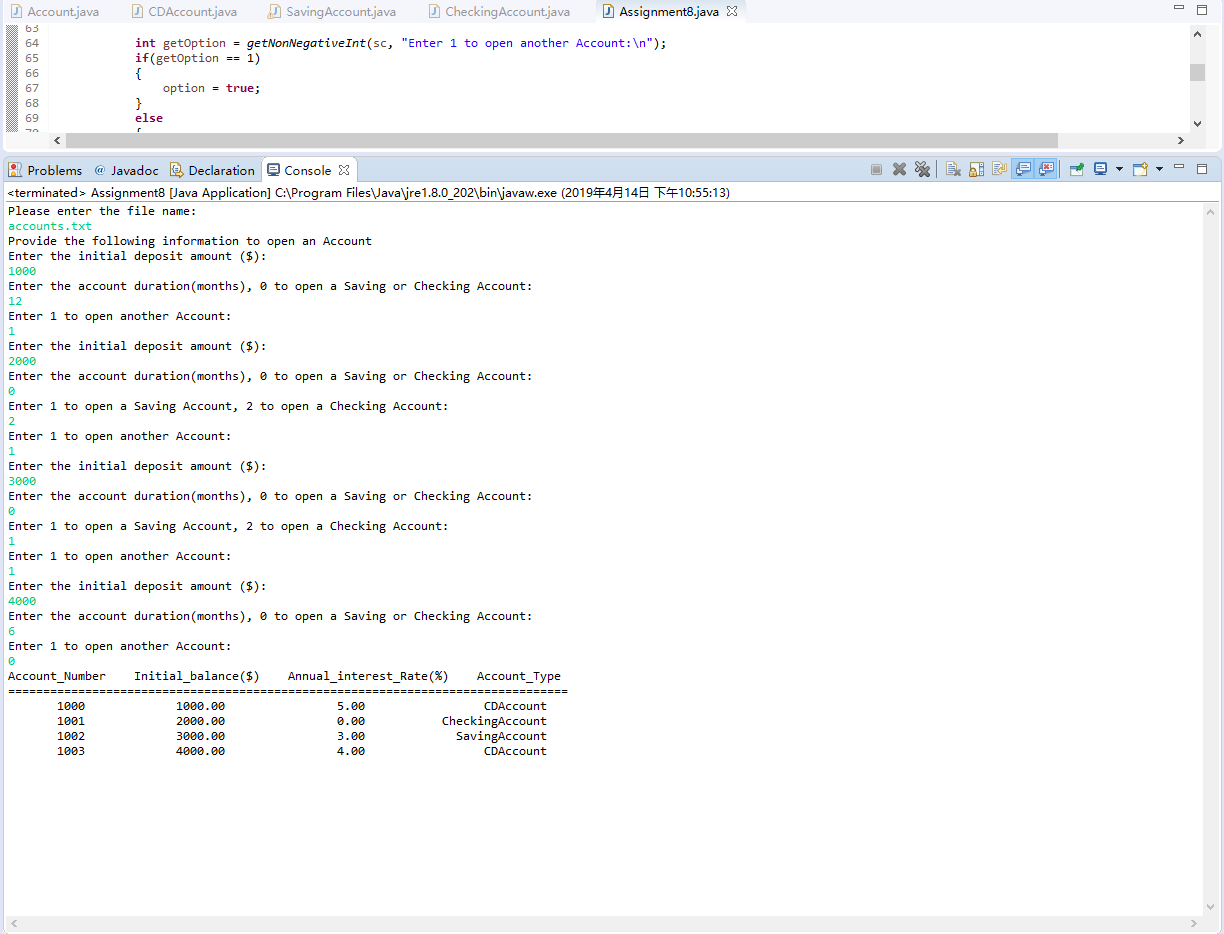 Account.java CDAccount.java SavingAccount.java CheckingAccount.java Assignment8.java
63
64 int getOption = getNonNegativeInt(sc, "Enter 1 to open another Account:\n");
65 if(getOption == 1)
66 {
67 option = true;
68 }
69 else
70 {
Problems @ Javadoc Declaration Console
<terminated> Assignment8 [Java Application] C:\Program Files\Java\jre1.8.0_202\bin\javaw.exe (2019年4月14日 下午10:55:13)
Please enter the file name:
accounts.txt
Provide the following information to open an Account
Enter the initial deposit amount ($):
1000
Enter the account duration(months), 0 to open a Saving or Checking Account:
12
Enter 1 to open another Account:
1
Enter the initial deposit amount ($):
2000
Enter the account duration(months), 0 to open a Saving or Checking Account:
0
Enter 1 to open a Saving Account, 2 to open a Checking Account:
2
Enter 1 to open another Account:
1
Enter the initial deposit amount ($):
3000
Enter the account duration(months), 0 to open a Saving or Checking Account:
0
Enter 1 to open a Saving Account, 2 to open a Checking Account:
1
Enter 1 to open another Account:
1
Enter the initial deposit amount ($):
4000
Enter the account duration(months), 0 to open a Saving or Checking Account:
6
Enter 1 to open another Account:
0
Account_Number Initial_balance($) Annual_interest_Rate(%) Account_Type
================================================================================
1000 1000.00 5.00 CDAccount
1001 2000.00 0.00 CheckingAccount
1002 3000.00 3.00 SavingAccount
1003 4000.00 4.00 CDAccount